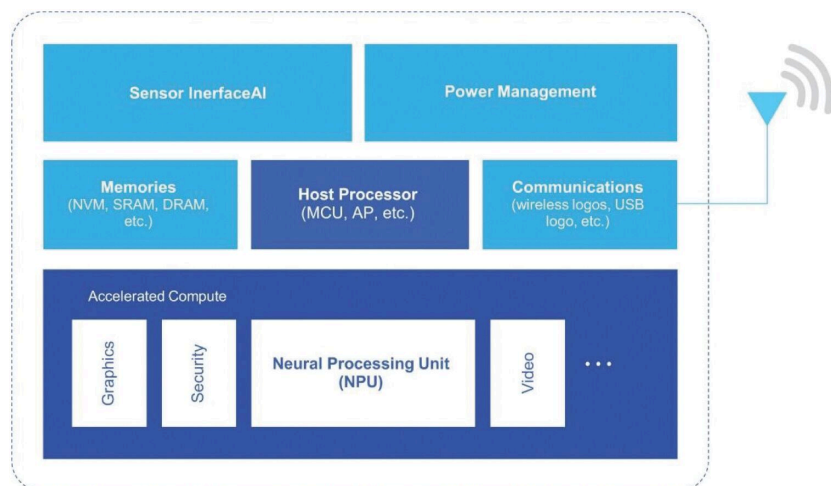 Sensor InerfaceAI
Power Management
Memories
(NVM, SRAM, DRAM,
etc.)
Host Processor
(MCU, AP, etc.)
Communications
(wireless logos, USB
logo, etc.)
Accelerated Compute
Graphics
Security
Neural Processing Unit
(NPU)
Video
...